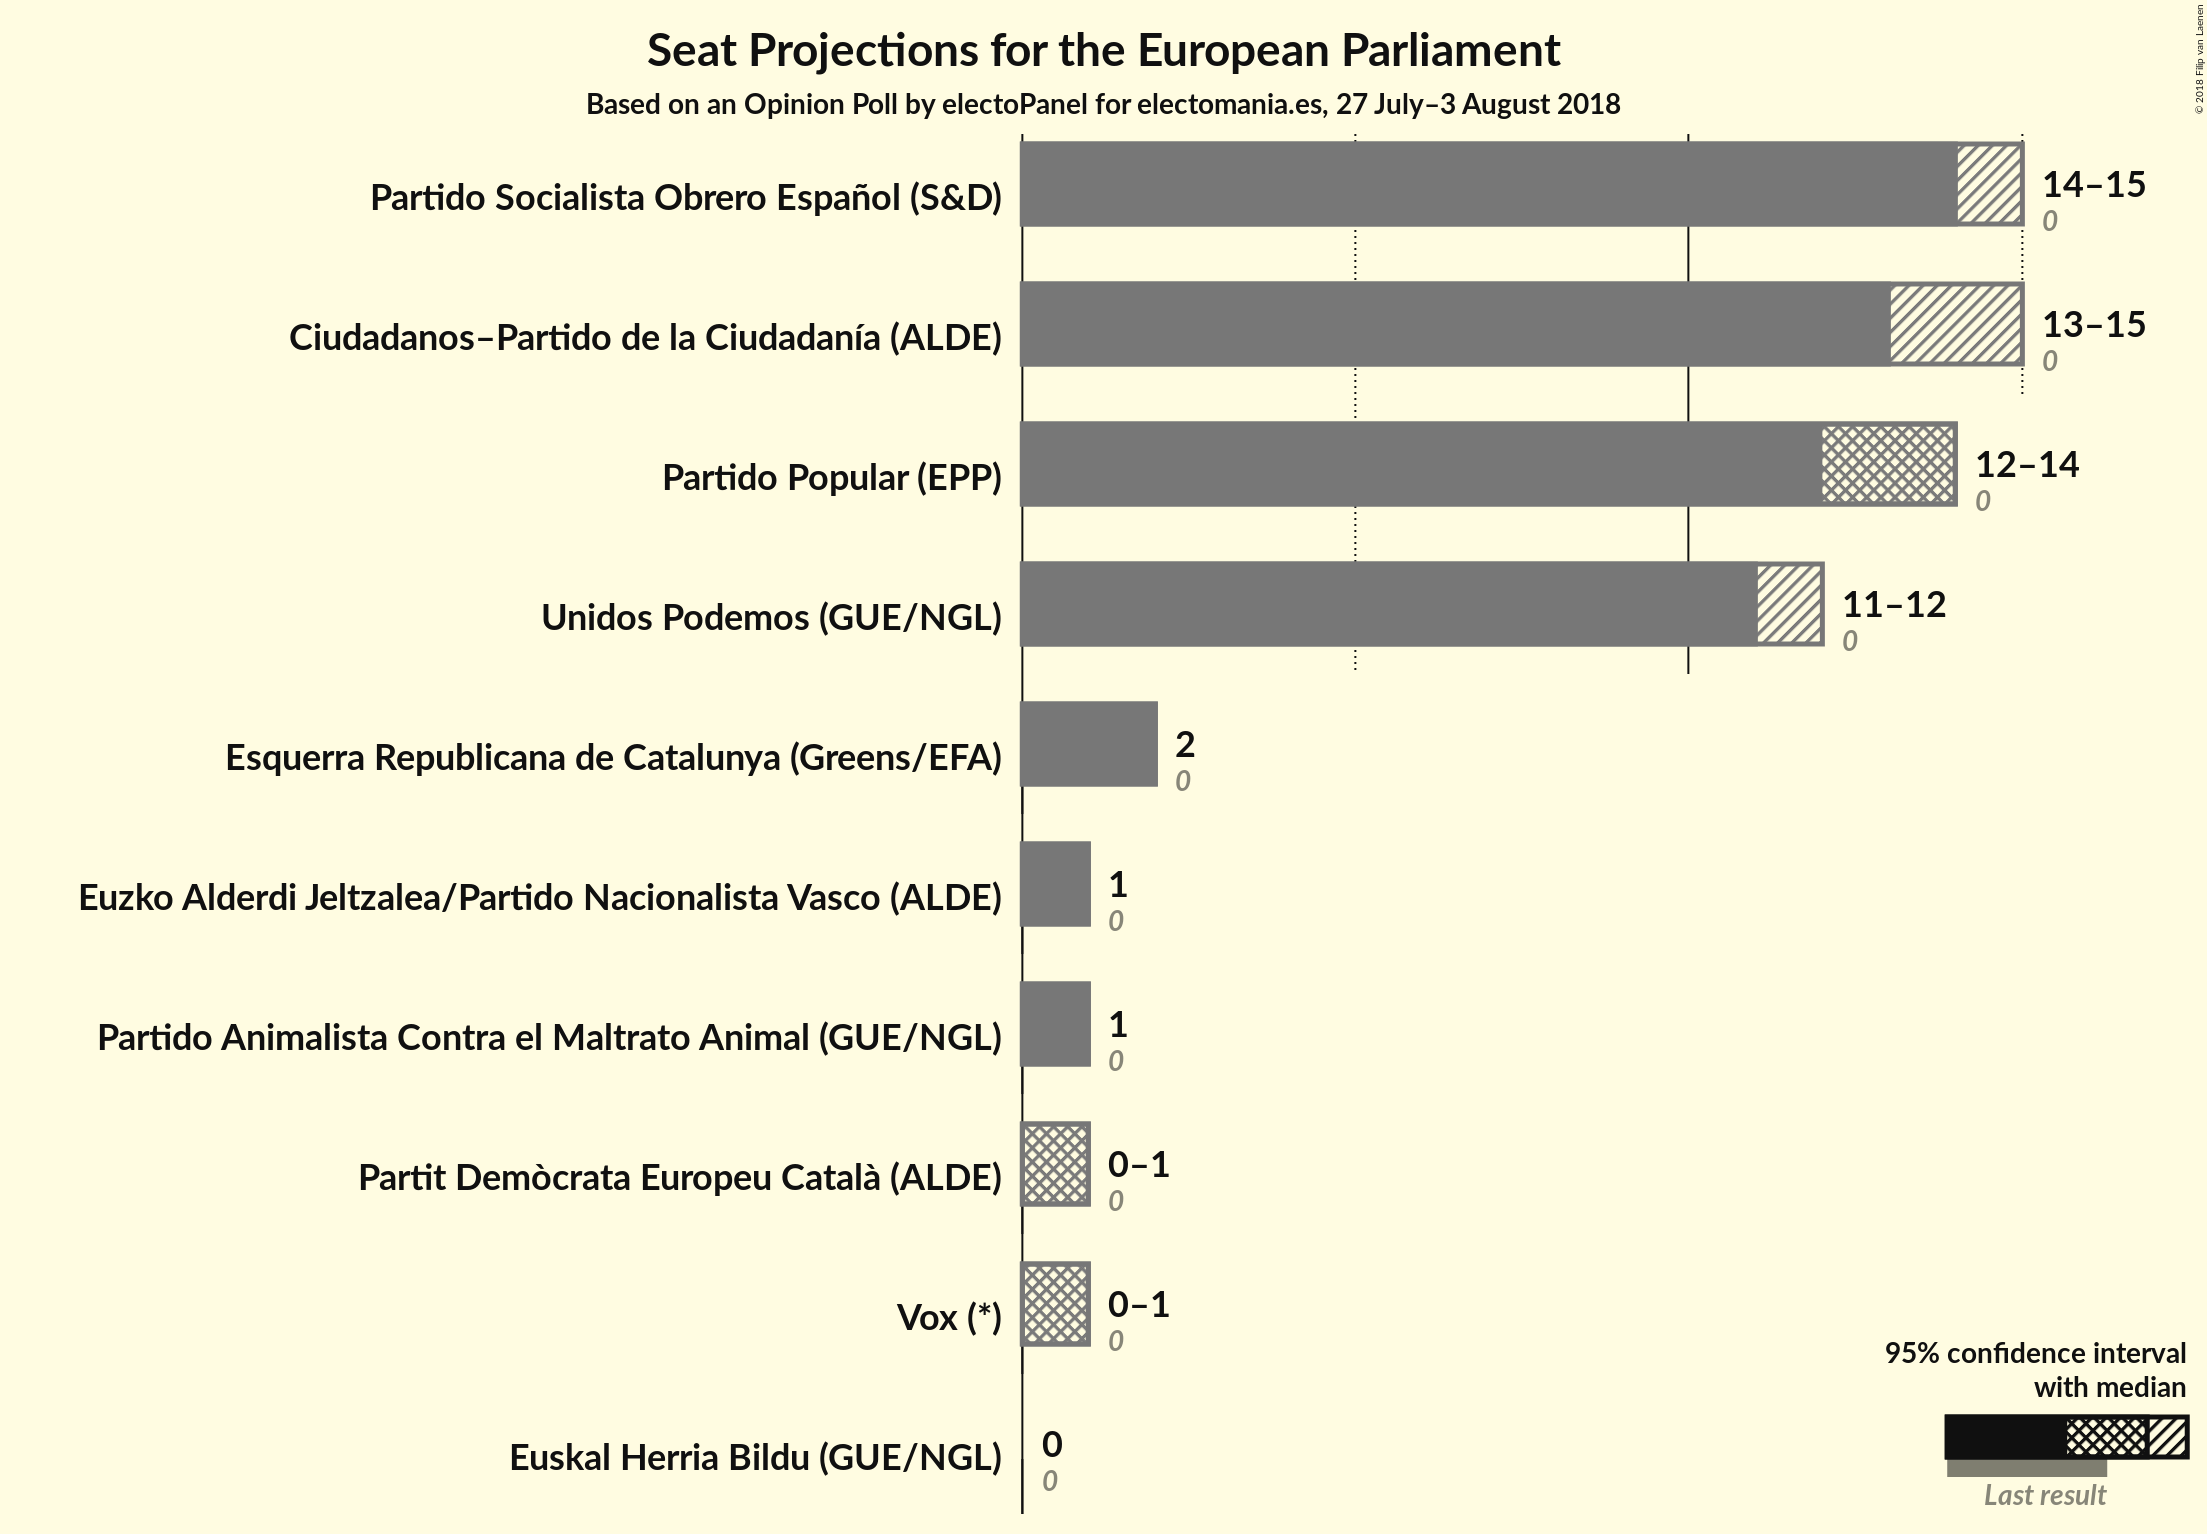 Seat Projections for the European Parliament
Based on an Opinion Poll by electoPanel for electomania.es, 27 July–3 August 2018
© 2018 Filip van Laenen
Partido Socialista Obrero Español (S&D)
14–15
0
Ciudadanos–Partido de la Ciudadanía (ALDE)
13–15
0
Partido Popular (EPP)
12–14
0
Unidos Podemos (GUE/NGL)
11–12
0
Esquerra Republicana de Catalunya (Greens/EFA)
2
0
Euzko Alderdi Jeltzalea/Partido Nacionalista Vasco (ALDE)
1
0
Partido Animalista Contra el Maltrato Animal (GUE/NGL)
1
0
Partit Demòcrata Europeu Català (ALDE)
0–1
0
Vox (*)
0–1
0
Euskal Herria Bildu (GUE/NGL)
0
0
95% confidence interval
with median
Last result